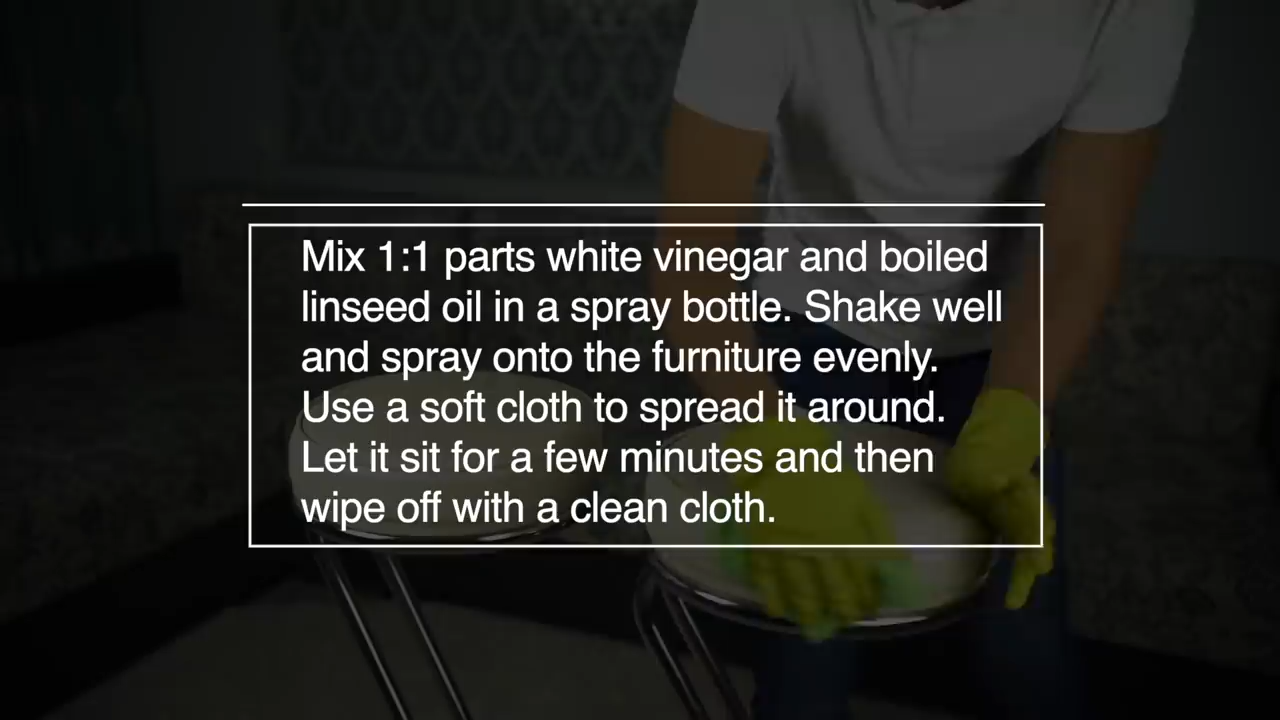 Mix 1:1 parts white vinegar and boiled
linseed oil in a spray bottle. Shake well
and spray onto the furniture evenly.
Use a soft cloth to spread it around.
Let it sit for a few minutes and then
wipe off with a clean cloth.